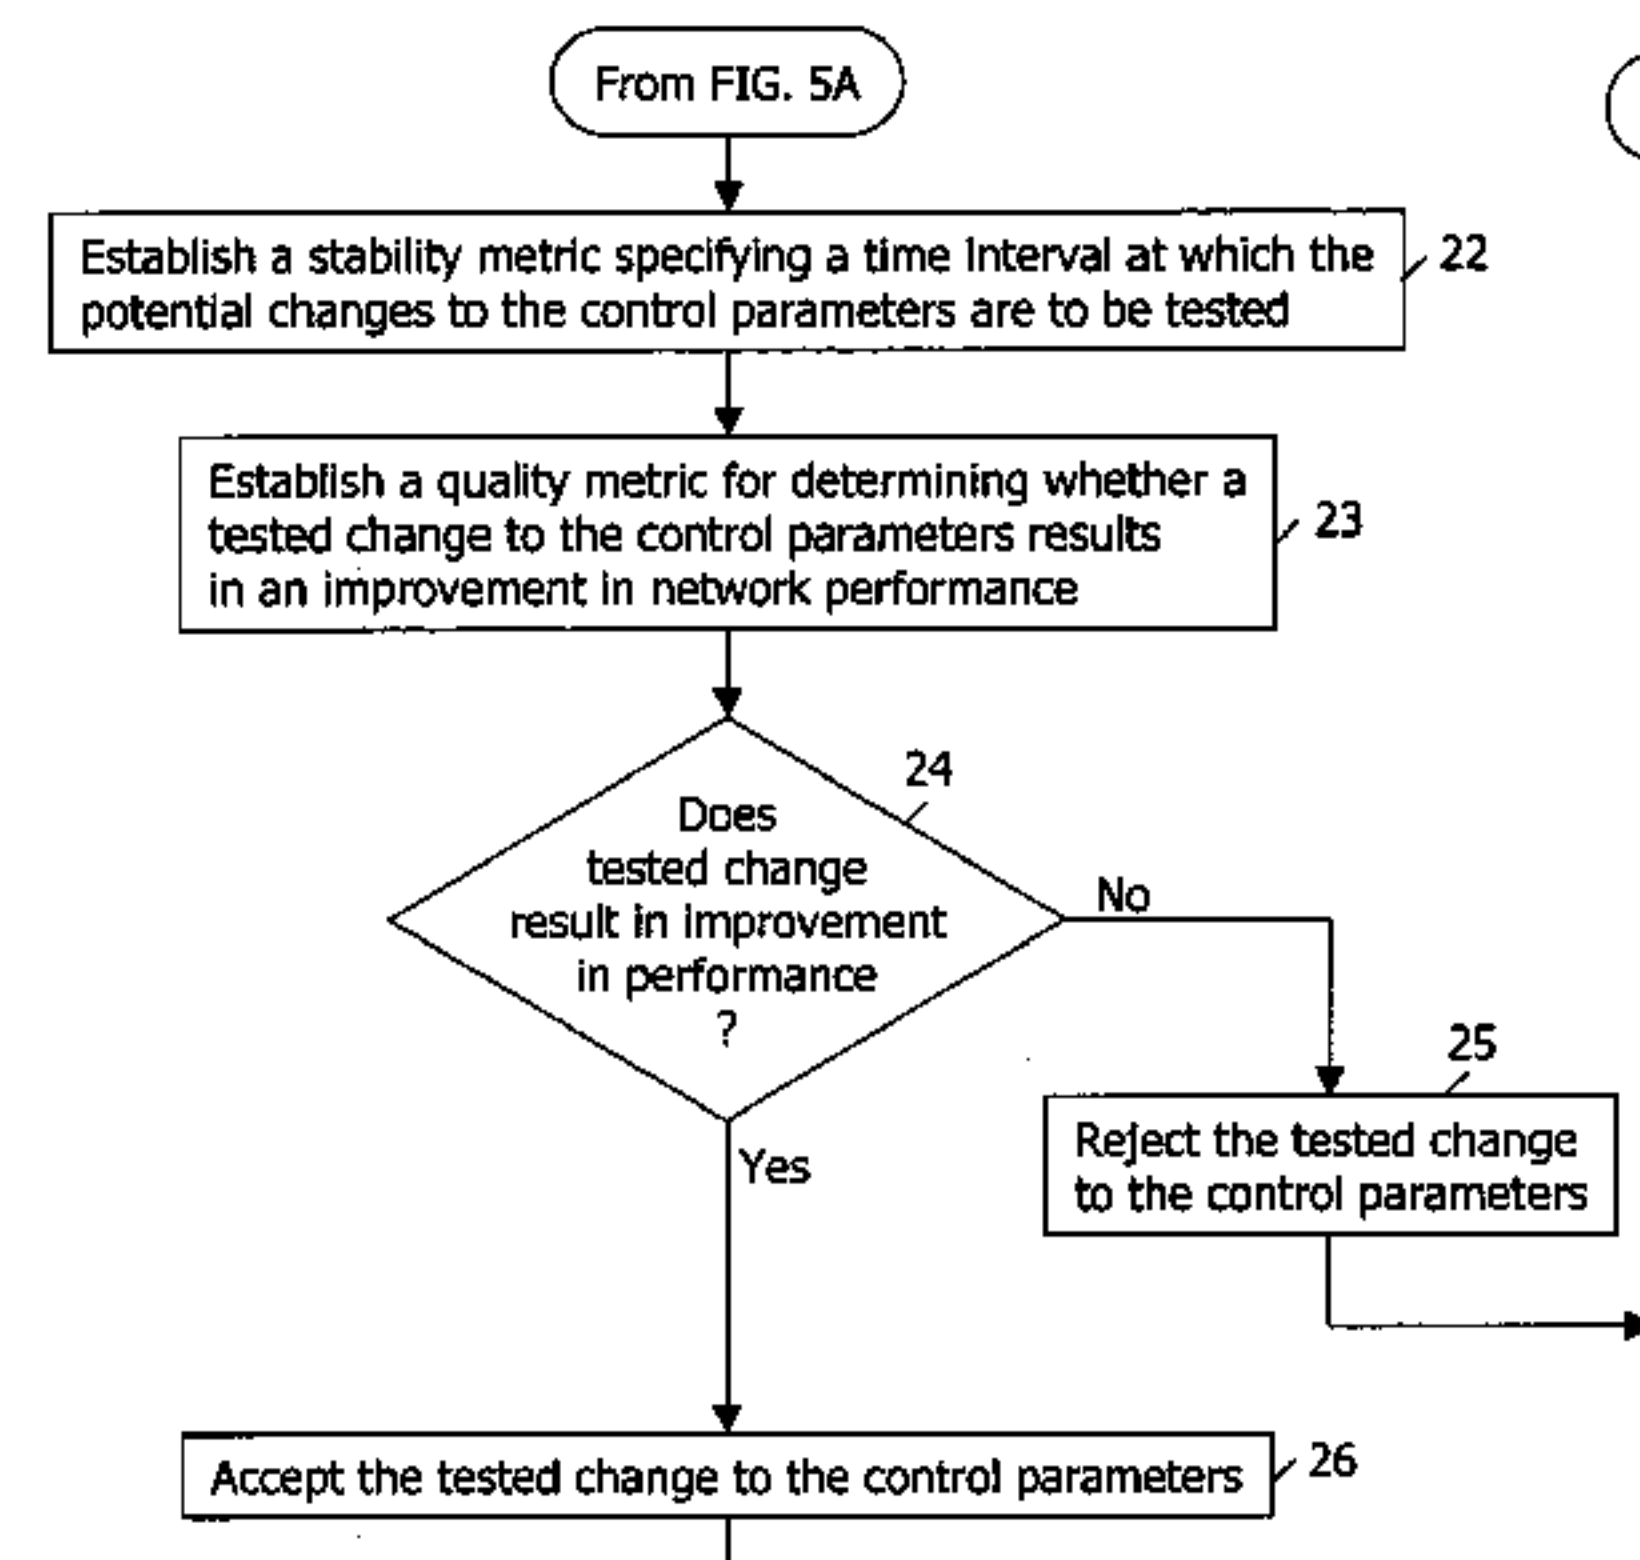 From FIG. 5A
Establish a stability metric specifying a time interval at which the
potential changes to the control parameters are to be tested
22
Establish a quality metric for determining whether a
tested change to the control parameters results
in an improvement in network performance
23
24
Does
tested change
result in improvement
in performance
?
No
25
Reject the tested change
to the control parameters
Yes
Accept the tested change to the control parameters
26